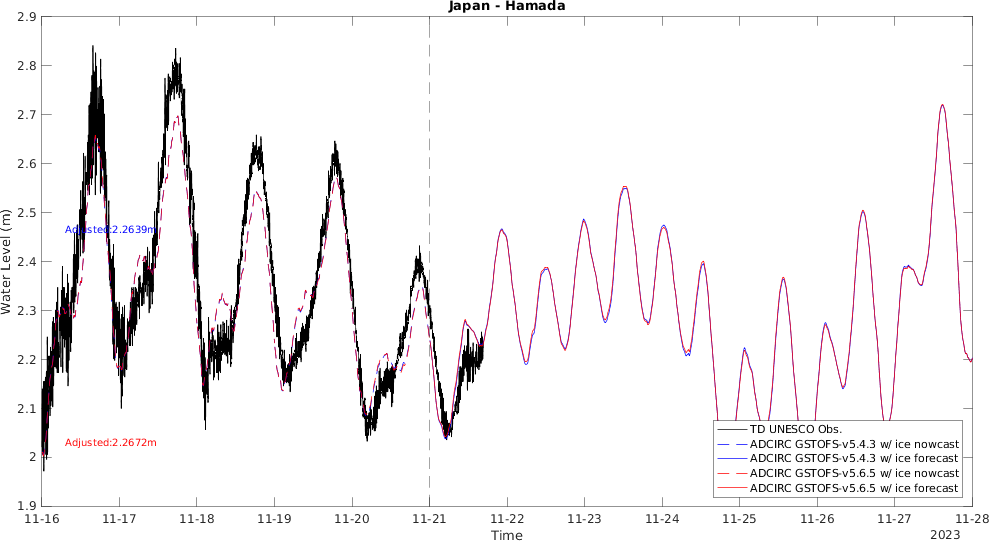 Japan - Hamada
2.9
2.8
2.7
2.6
2.5
2.4
2.3
2.2
2.1
2
1.9
Water Level (m)
Adjusted:2.2639m
Adjusted:2.2672m
TD UNESCO Obs.
ADCIRC GSTOFS-v5.4.3 w/ ice nowcast
ADCIRC GSTOFS-v5.4.3 w/ ice forecast
ADCIRC GSTOFS-v5.6.5 w/ ice nowcast
ADCIRC GSTOFS-v5.6.5 w/ ice forecast
11-16 11-17 11-18 11-19 11-20 11-21 11-22 11-23 11-24 11-25 11-26 11-27 11-28
Time
2023